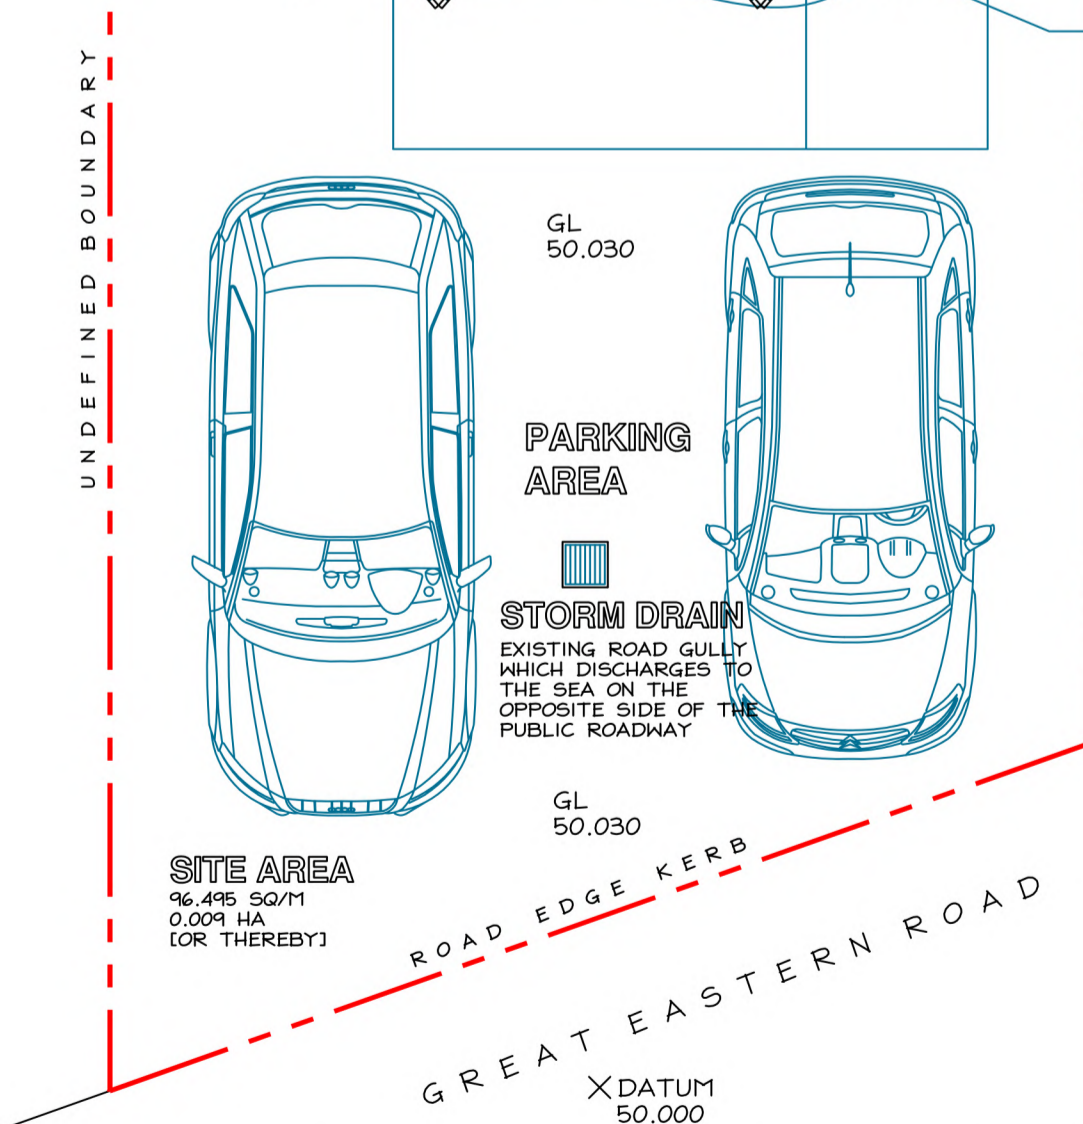 UNDEFINED BOUNDARY
GL
50.030
PARKING
AREA
STORM DRAIN
EXISTING ROAD GULLY
WHICH DISCHARGES TO
THE SEA ON THE
OPPOSITE SIDE OF THE
PUBLIC ROADWAY
GL
50.030
SITE AREA
96.495 SQ/M
0.009 HA
[OR THEREBY]
ROAD EDGE KERB
GREAT EASTERN ROAD
DATUM
50.000